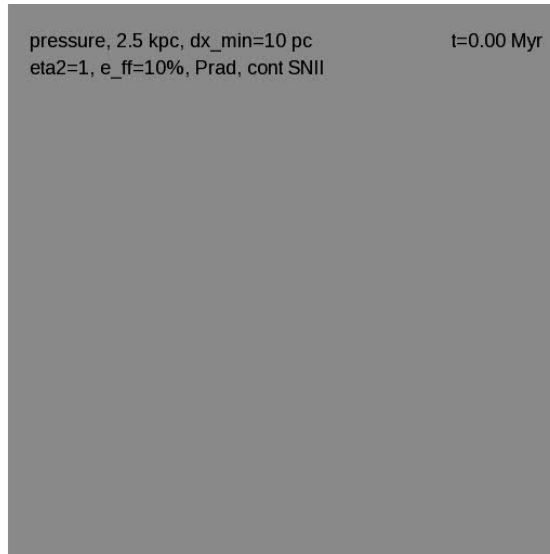 pressure, 2.5 kpc, dx_min=10 pc t=0.00 Myr
eta2=1, e_ff=10%, Prad, cont SNII